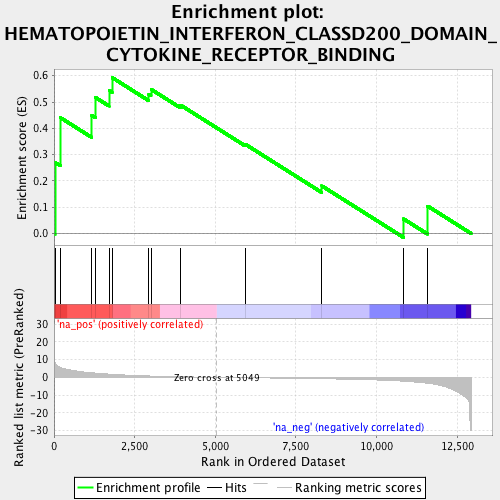 Enrichment plot:
HEMATOPOIETIN_INTERFERON_CLASSD200_DOMAIN_
CYTOKINE_RECEPTOR_BINDING
Enrichment score (ES)
0.6
0.5
0.4
0.3
0.2
0.1
0.0
'na_pos' (positively correlated)
Ranked list metric (PreRanked)
30
20
10
0
-10
-20
-30
Zero cross at 5049
'na_neg' (negatively correlated)
0
2,500
5,000
7,500
10,000
12,500
Rank in Ordered Dataset
Enrichment profile
Hits
Ranking metric scores